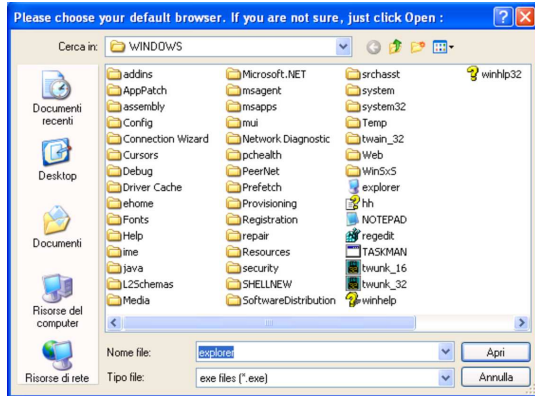 Please choose your default browser. If you are not sure, just click Open :
Cerca in:
WINDOWS
Documenti recenti
Desktop
Documenti
Risorse del computer
Risorse di rete
addins
AppPatch
assembly
Config
Connection Wizard
Cursors
Debug
Driver Cache
ehome
Fonts
Help
ime
java
L2Schemas
Media
Microsoft.NET
msagent
msapps
mui
Network Diagnostic
pchealth
PeerNet
Prefetch
Provisioning
Registration
repair
Resources
security
SHELLNEW
SoftwareDistribution
srchasst
system
system32
Temp
twain_32
Web
WinSxS
explorer
hh
NOTEPAD
regedit
TASKMAN
twunk_16
twunk_32
winhelp
winhlp32
Nome file:
explorer
Apri
Tipo file:
exe files (*.exe)
Annulla